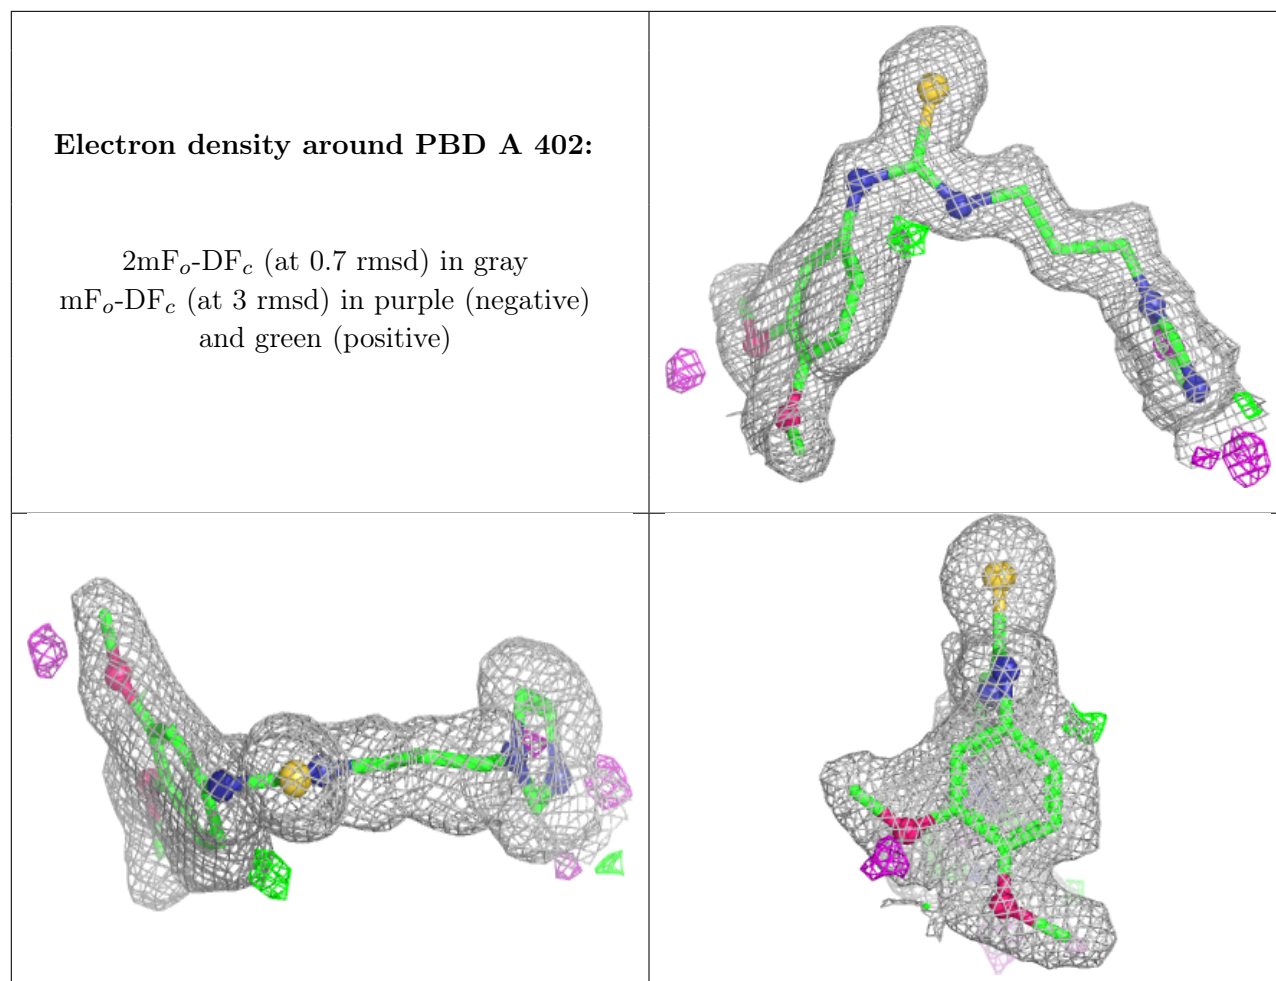 Electron density around PBD A 402:
2mFo-DFc (at 0.7 rmsd) in gray
mFo-DFc (at 3 rmsd) in purple (negative)
and green (positive)